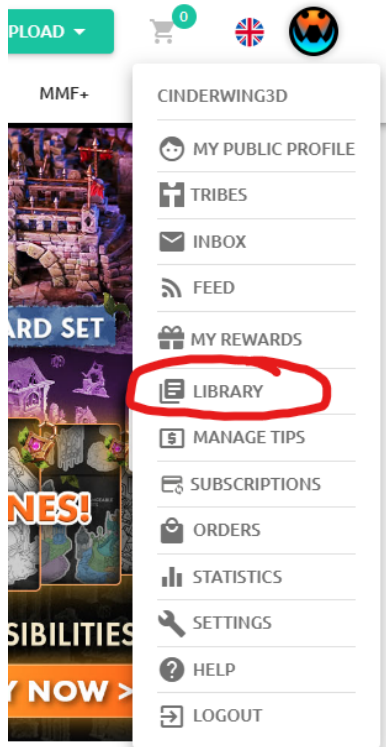 PLOAD
0
MMF+
CINDERWING3D
MY PUBLIC PROFILE
TRIBES
INBOX
FEED
MY REWARDS
ARD SET
LIBRARY
MANAGE TIPS
SUBSCRIPTIONS
NES!
ORDERS
STATISTICS
SETTINGS
SIBILITIES
HELP
Y NOW >
LOGOUT